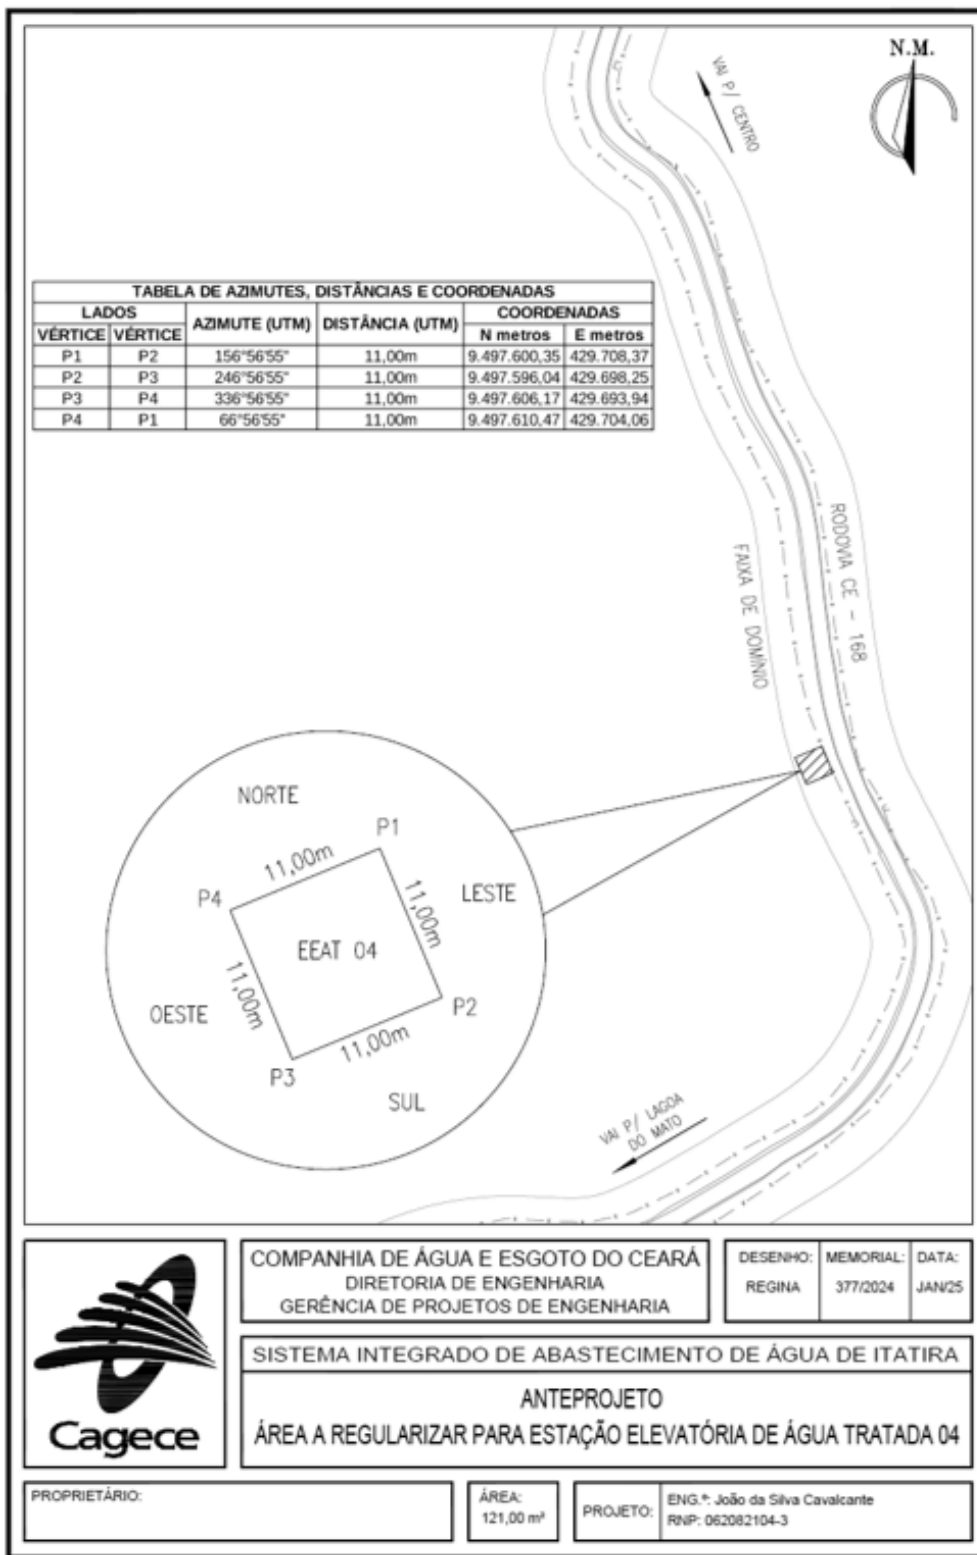 N.M.
VAI P/ CENTRO
TABELA DE AZIMUTES, DISTÂNCIAS E COORDENADAS
LADOS AZIMUTE (UTM) DISTÂNCIA (UTM) COORDENADAS
VÉRTICE VÉRTICE N metros E metros
P1 P2 156°56'55" 11,00m 9.497.600,35 429.708,37
P2 P3 246°56'55" 11,00m 9.497.596,04 429.698,25
P3 P4 336°56'55" 11,00m 9.497.606,17 429.693,94
P4 P1 66°56'55" 11,00m 9.497.610,47 429.704,06
RODOVIA CE - 168
FAIXA DE DOMÍNIO
NORTE
P1
11,00m
P4
LESTE
11,00m
EEAT 04
11,00m
OESTE
P2
11,00m
P3
SUL
VAI P/ LAGOA
DO MATO
COMPANHIA DE ÁGUA E ESGOTO DO CEARÁ
DIRETORIA DE ENGENHARIA
GERÊNCIA DE PROJETOS DE ENGENHARIA
DESENHO: MEMORIAL: DATA:
REGINA 377/2024 JAN/25
SISTEMA INTEGRADO DE ABASTECIMENTO DE ÁGUA DE ITATIRA
ANTEPROJETO
ÁREA A REGULARIZAR PARA ESTAÇÃO ELEVATÓRIA DE ÁGUA TRATADA 04
Cagece
PROPRIETÁRIO:
ÁREA:
121,00 m²
PROJETO:
ENG.º: João da Silva Cavalcante
RNP: 062082104-3